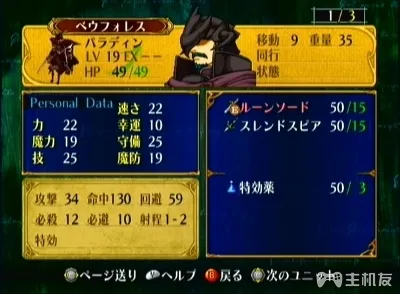 1/3
ベウフォレス
パラディン
LV 19 EX --
HP 49/49
移動 9 重量 35
同行
状態
Personal Data
速さ 22
力 22 幸運 10
魔力 19 守備 25
技 25 魔防 19
攻撃 34 命中130 回避 59
必殺 12 必避 10 射程1-2
特効
ルーンソード 50/15
スレンドスピア 50/15
特効薬 50/ 3
ページ送り Y ヘルプ B 戻る 次のユニット
主机友